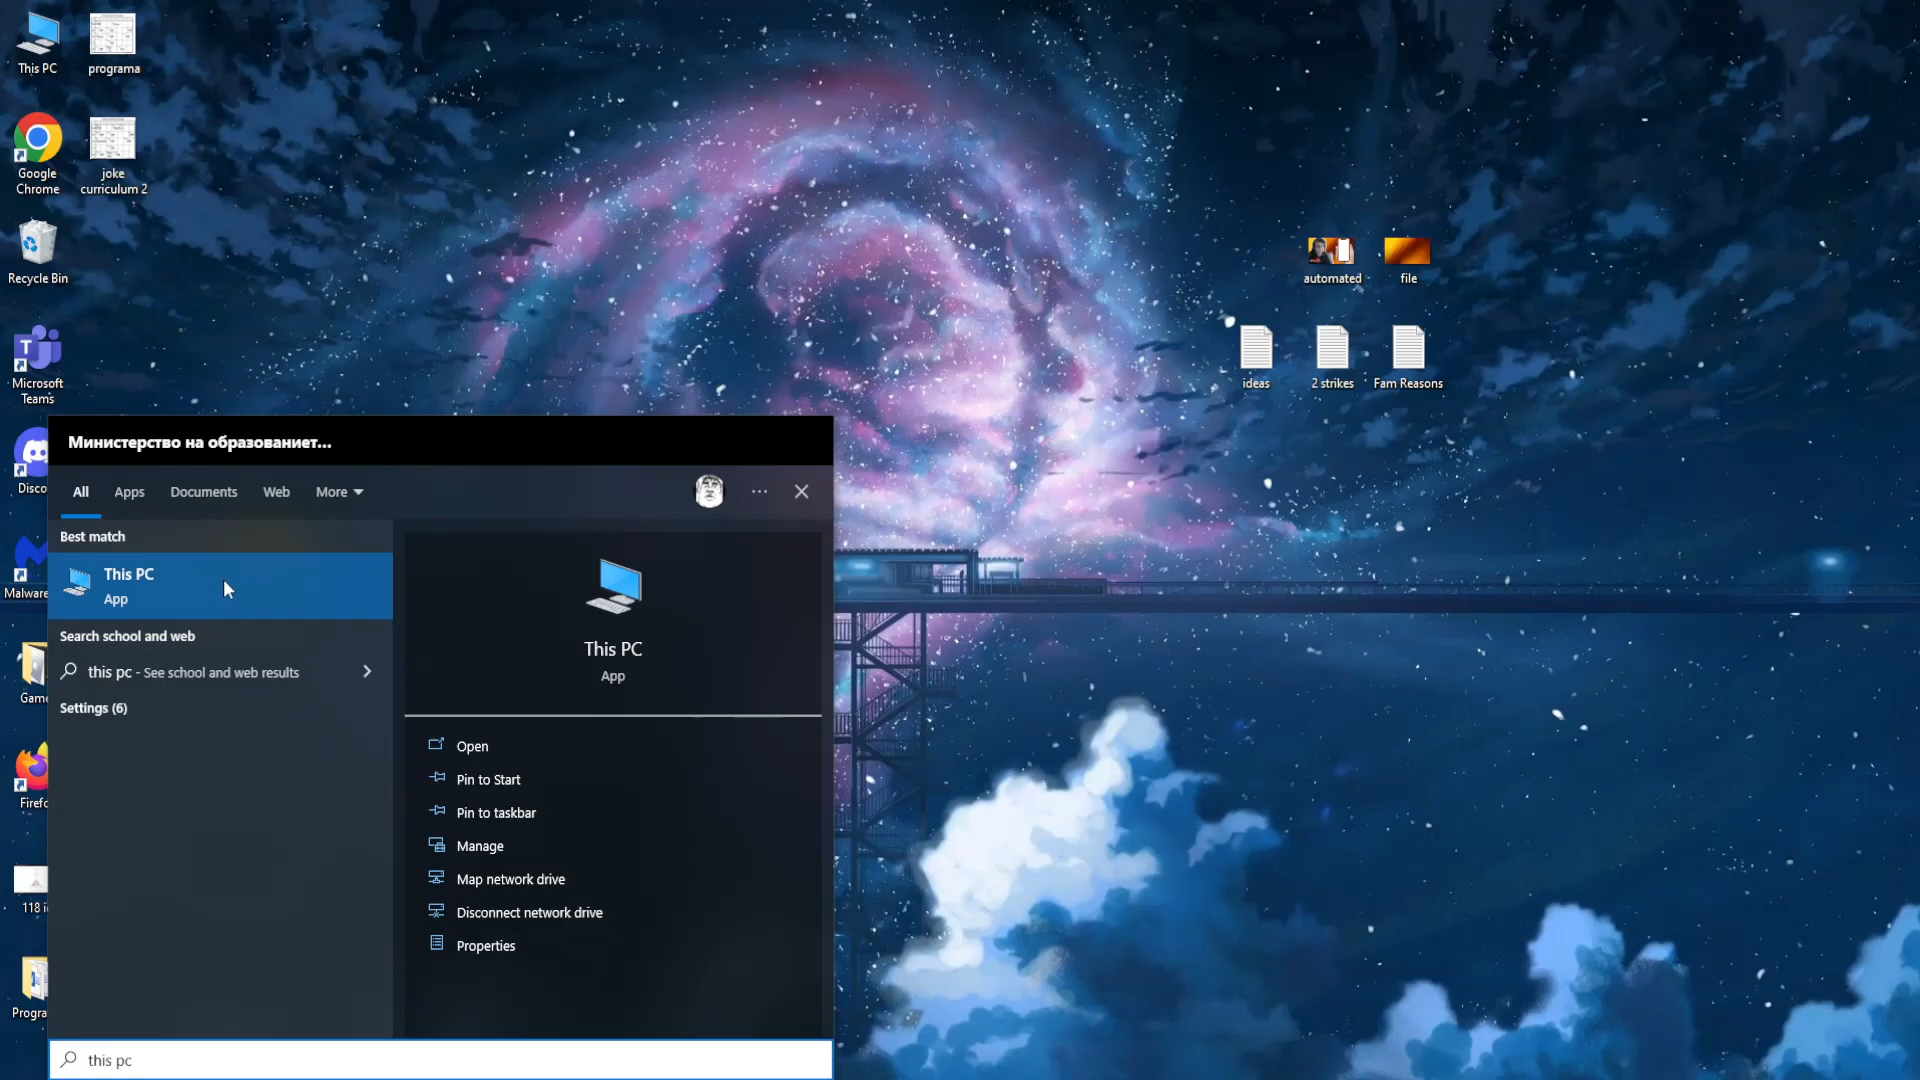 This PC
programa
Google
Chrome
joke
curriculum 2
Recycle Bin
Microsoft
Teams
automated
file
ideas
2 strikes
Fam Reasons
Disco
Malware
Game
Firefo
118 i
Progra
Министерство на образованиет...
All
Apps
Documents
Web
More
Best match
This PC
App
Search school and web
this pc - See school and web results
Settings (6)
This PC
App
Open
Pin to Start
Pin to taskbar
Manage
Map network drive
Disconnect network drive
Properties
this pc